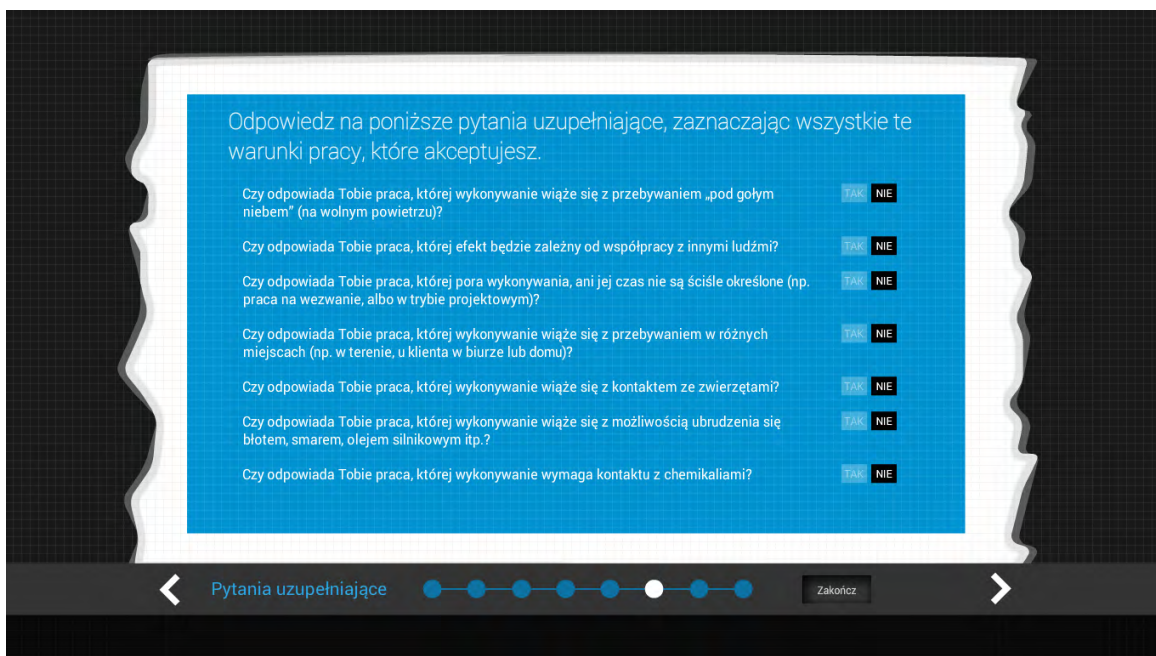 Odpowiedz na poniższe pytania uzupełniające, zaznaczając wszystkie te
warunki pracy, które akceptujesz.
Czy odpowiada Tobie praca, której wykonywanie wiąże się z przebywaniem „pod gołym
niebem” (na wolnym powietrzu)?
TAK NIE
Czy odpowiada Tobie praca, której efekt będzie zależny od współpracy z innymi ludźmi?
TAK NIE
Czy odpowiada Tobie praca, której pora wykonywania, ani jej czas nie są ściśle określone (np.
praca na wezwanie, albo w trybie projektowym)?
TAK NIE
Czy odpowiada Tobie praca, której wykonywanie wiąże się z przebywaniem w różnych
miejscach (np. w terenie, u klienta w biurze lub domu)?
TAK NIE
Czy odpowiada Tobie praca, której wykonywanie wiąże się z kontaktem ze zwierzętami?
TAK NIE
Czy odpowiada Tobie praca, której wykonywanie wiąże się z możliwością ubrudzenia się
błotem, smarem, olejem silnikowym itp.?
TAK NIE
Czy odpowiada Tobie praca, której wykonywanie wymaga kontaktu z chemikaliami?
TAK NIE
Pytania uzupełniające
Zakończ